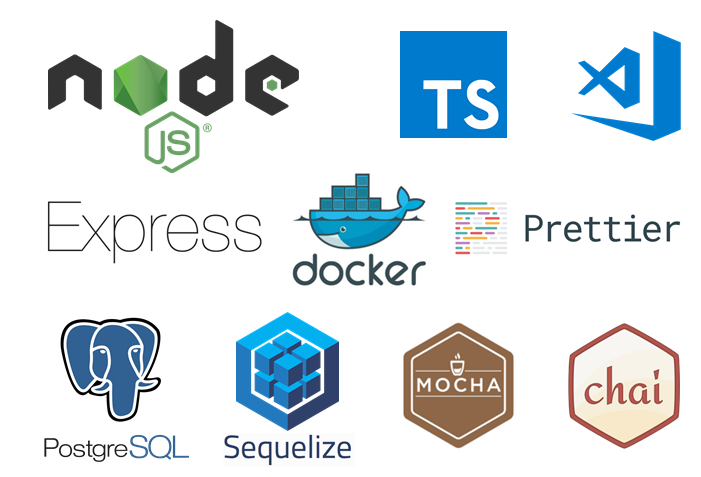 node
JS®
TS
Express
docker
Prettier
PostgreSQL
Sequelize
MOCHA
chai